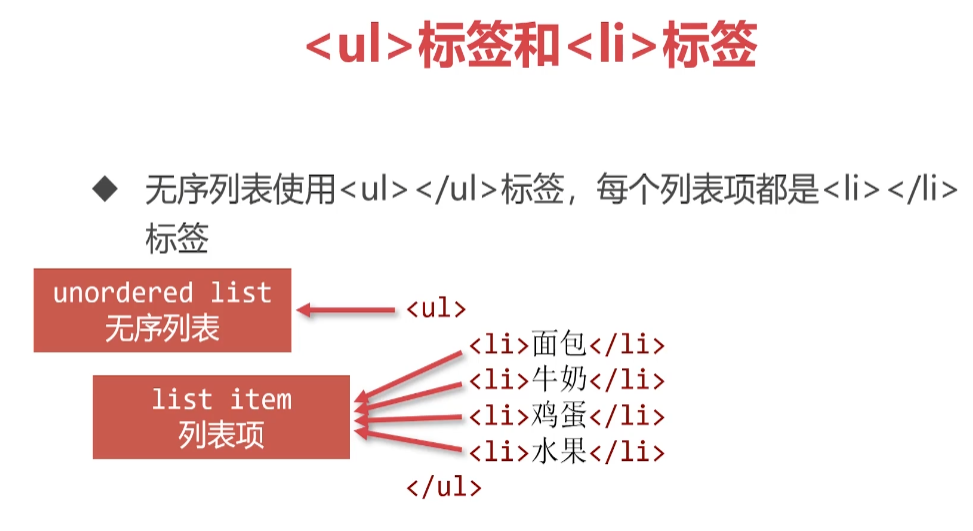 <ul>标签和<li>标签
◆ 无序列表使用<ul></ul>标签，每个列表项都是<li></li>
标签
unordered list
无序列表
<ul>
<li>面包</li>
<li>牛奶</li>
list item
列表项
<li>鸡蛋</li>
<li>水果</li>
</ul>